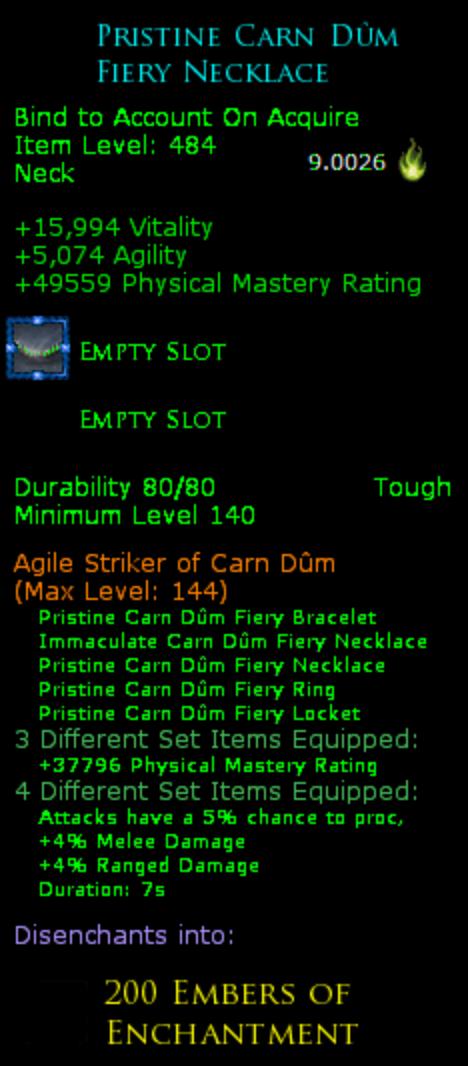 Pristine Carn Dûm
Fiery Necklace
Bind to Account On Acquire
Item Level: 484
9.0026
Neck
+15,994 Vitality
+5,074 Agility
+49559 Physical Mastery Rating
Empty Slot
Empty Slot
Durability 80/80 Tough
Minimum Level 140
Agile Striker of Carn Dûm
(Max Level: 144)
Pristine Carn Dûm Fiery Bracelet
Immaculate Carn Dûm Fiery Necklace
Pristine Carn Dûm Fiery Necklace
Pristine Carn Dûm Fiery Ring
Pristine Carn Dûm Fiery Locket
3 Different Set Items Equipped:
+37796 Physical Mastery Rating
4 Different Set Items Equipped:
Attacks have a 5% chance to proc,
+4% Melee Damage
+4% Ranged Damage
Duration: 7s
Disenchants into:
200 Embers of
Enchantment